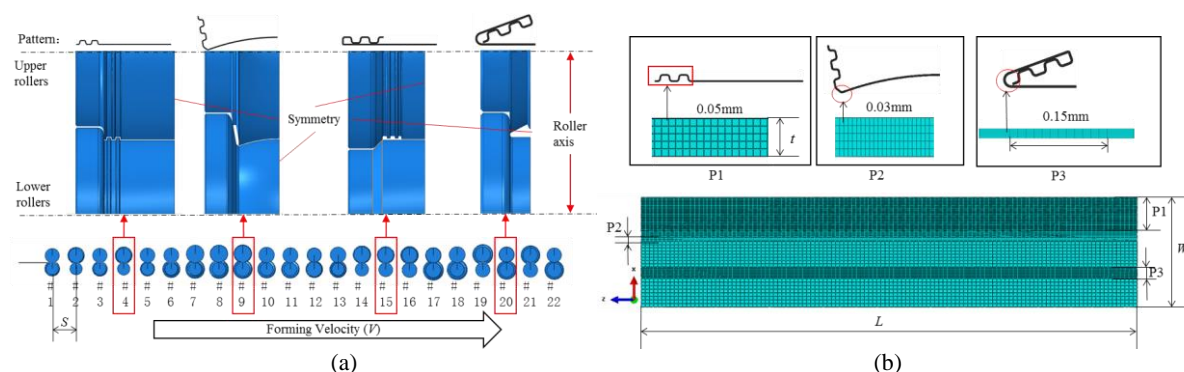 Pattern:
Upper
rollers
Symmetry
Roller
axis
Lower
rollers
# # # # # # # # # # # # # # # # # # # # # #
1 2 3 4 5 6 7 8 9 10 11 12 13 14 15 16 17 18 19 20 21 22
S
Forming Velocity (V)
(a)
0.05mm
t
P1
0.03mm
P2
0.15mm
P3
P2
P1
P3
W
x
z
L
(b)